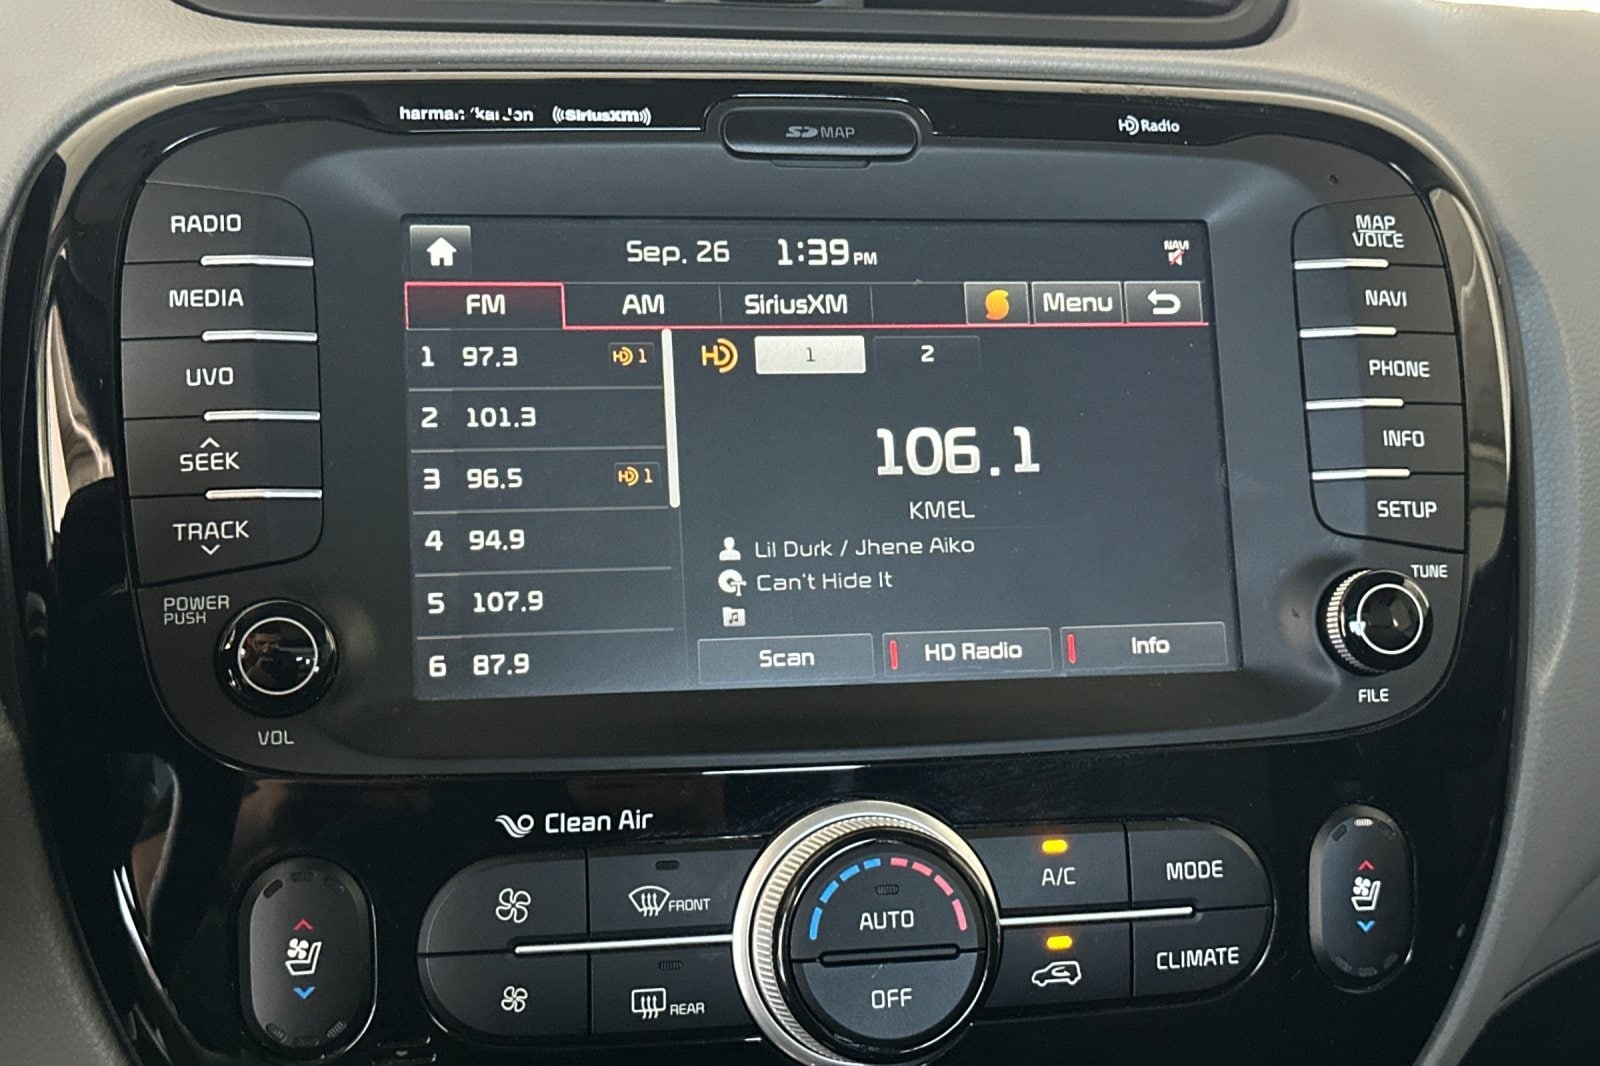 harman/kardon SiriusXM
SD MAP
HD Radio
RADIO
MEDIA
UVO
SEEK
TRACK
POWER
PUSH
VOL
Sep. 26 1:39 PM
NAVI
FM AM SiriusXM Menu
1 97.3 HD 1
2 101.3
3 96.5 HD 1
4 94.9
5 107.9
6 87.9
HD 1 2
106.1
KMEL
Lil Durk / Jhene Aiko
Can't Hide It
Scan HD Radio Info
MAP
VOICE
NAVI
PHONE
INFO
SETUP
TUNE
FILE
Clean Air
FRONT
REAR
AUTO
OFF
A/C
MODE
CLIMATE